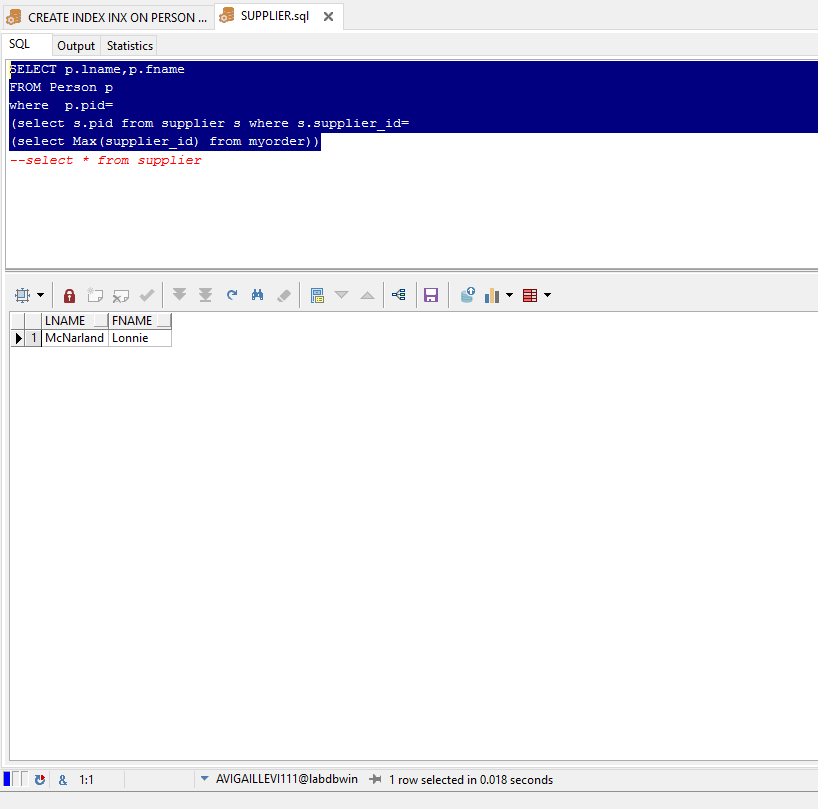 CREATE INDEX INX ON PERSON ... SUPPLIER.sql
SQL Output Statistics
SELECT p.lname,p.fname
FROM Person p
where  p.pid=
(select s.pid from supplier s where s.supplier_id=
(select Max(supplier_id) from myorder))
--select * from supplier
LNAME FNAME
1 McNarland Lonnie
& 1:1 AVIGAILLEVI111@labdbwin 1 row selected in 0.018 seconds